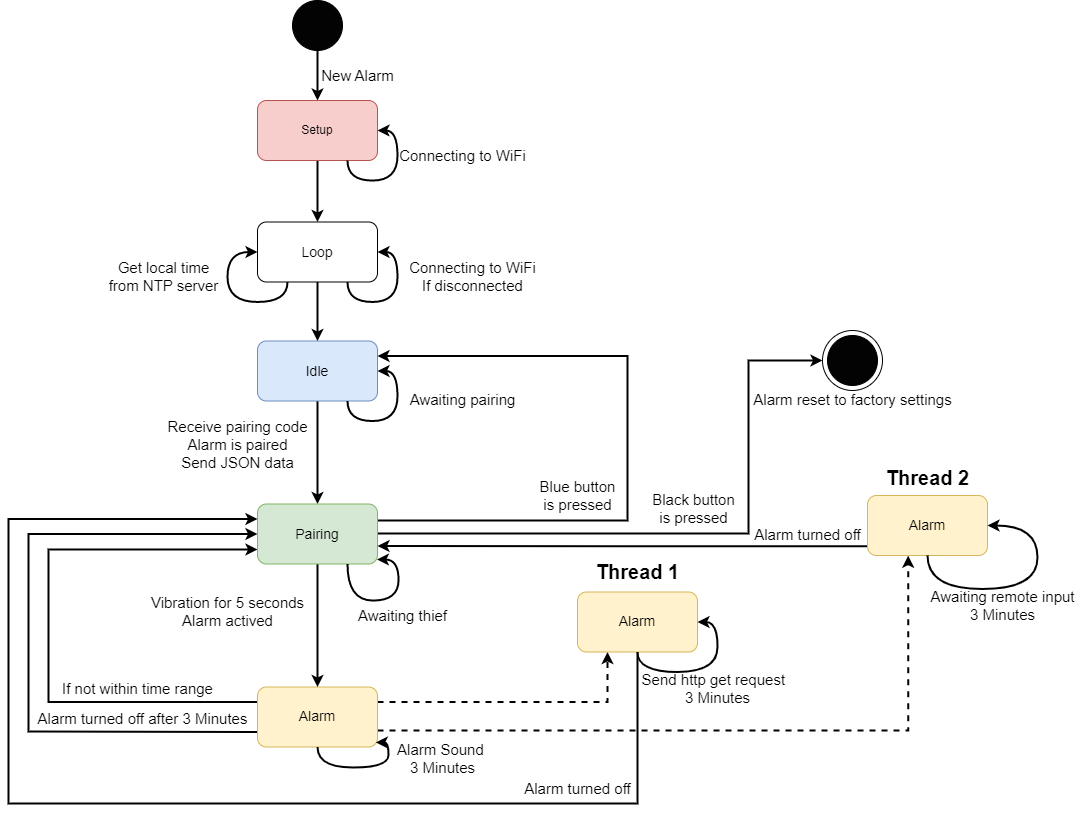 New Alarm
Setup
Connecting to WiFi
Loop
Get local time
from NTP server
Connecting to WiFi
If disconnected
Idle
Awaiting pairing
Alarm reset to factory settings
Receive pairing code
Alarm is paired
Send JSON data
Blue button
is pressed
Black button
is pressed
Thread 2
Alarm
Alarm turned off
Pairing
Awaiting thief
Awaiting remote input
3 Minutes
Thread 1
Alarm
Send http get request
3 Minutes
Vibration for 5 seconds
Alarm actived
If not within time range
Alarm turned off after 3 Minutes
Alarm
Alarm Sound
3 Minutes
Alarm turned off